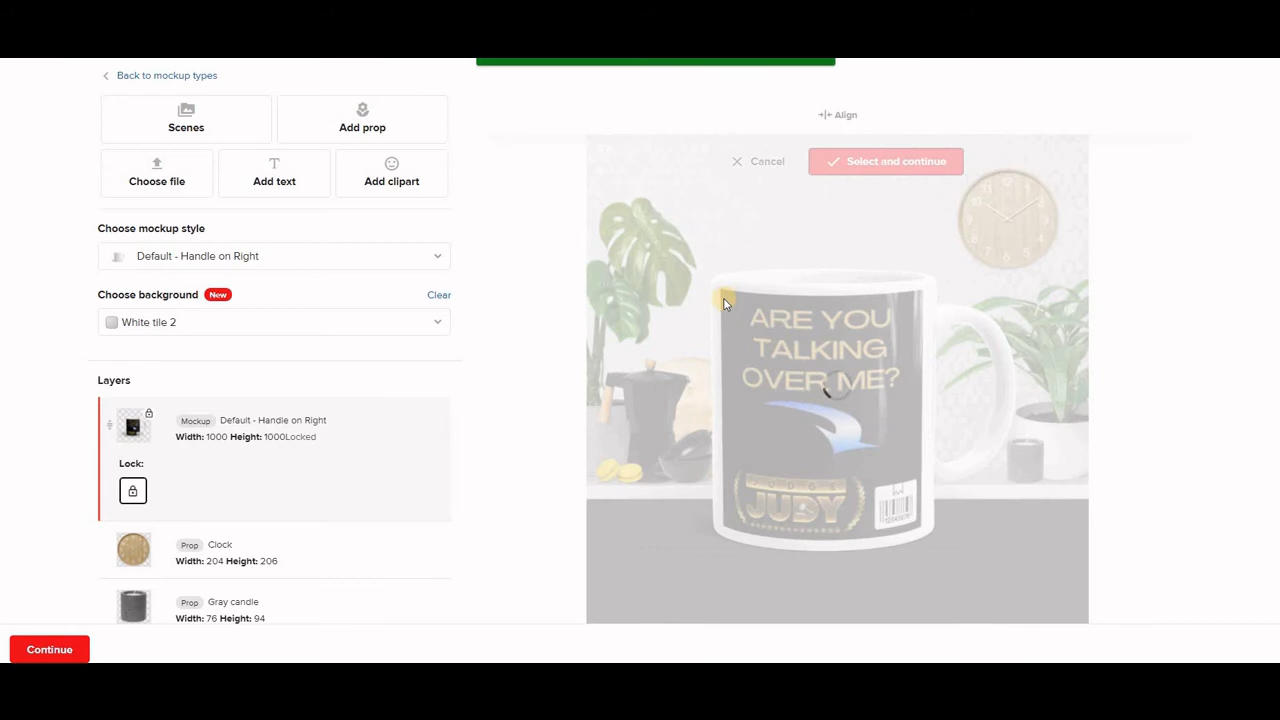 Back to mockup types
Scenes
Add prop
Choose file
Add text
Add clipart
Choose mockup style
Default - Handle on Right
Choose background New
Clear
White tile 2
Layers
Mockup Default - Handle on Right
Width: 1000 Height: 1000Locked
Lock:
Prop Clock
Width: 204 Height: 206
Prop Gray candle
Width: 76 Height: 94
Continue
Align
Cancel
Select and continue
ARE YOU
TALKING
OVER ME?
JUDGE
JUDY